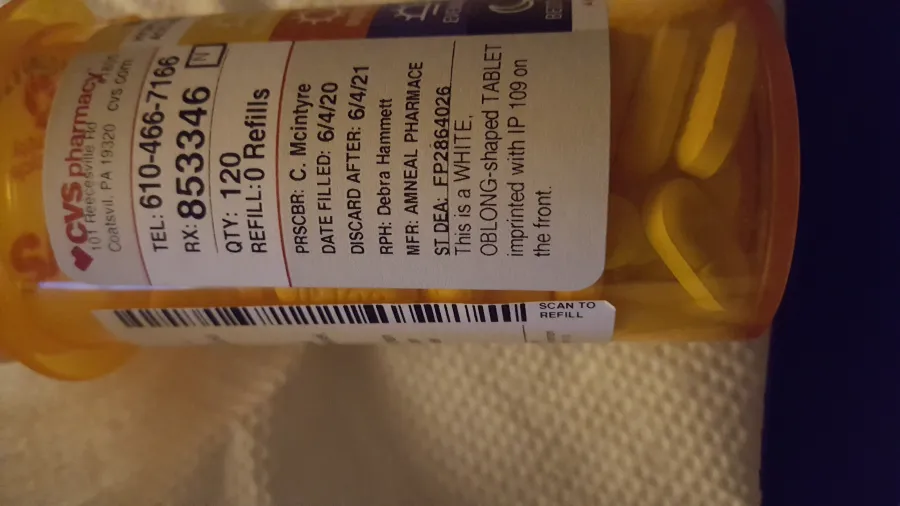 CVS pharmacy
101 Reecesville Rd
Coatsvil, PA 19320 cvs.com
TEL: 610-466-7166
RX: 853346 N
QTY: 120
REFILL: 0 Refills
PRSCBR: C. Mcintyre
DATE FILLED: 6/4/20
DISCARD AFTER: 6/4/21
RPH: Debra Hammett
MFR: AMNEAL PHARMACE
ST DEA: FP2864026
This is a WHITE,
OBLONG-shaped TABLET
imprinted with IP 109 on
the front.
SCAN TO
REFILL